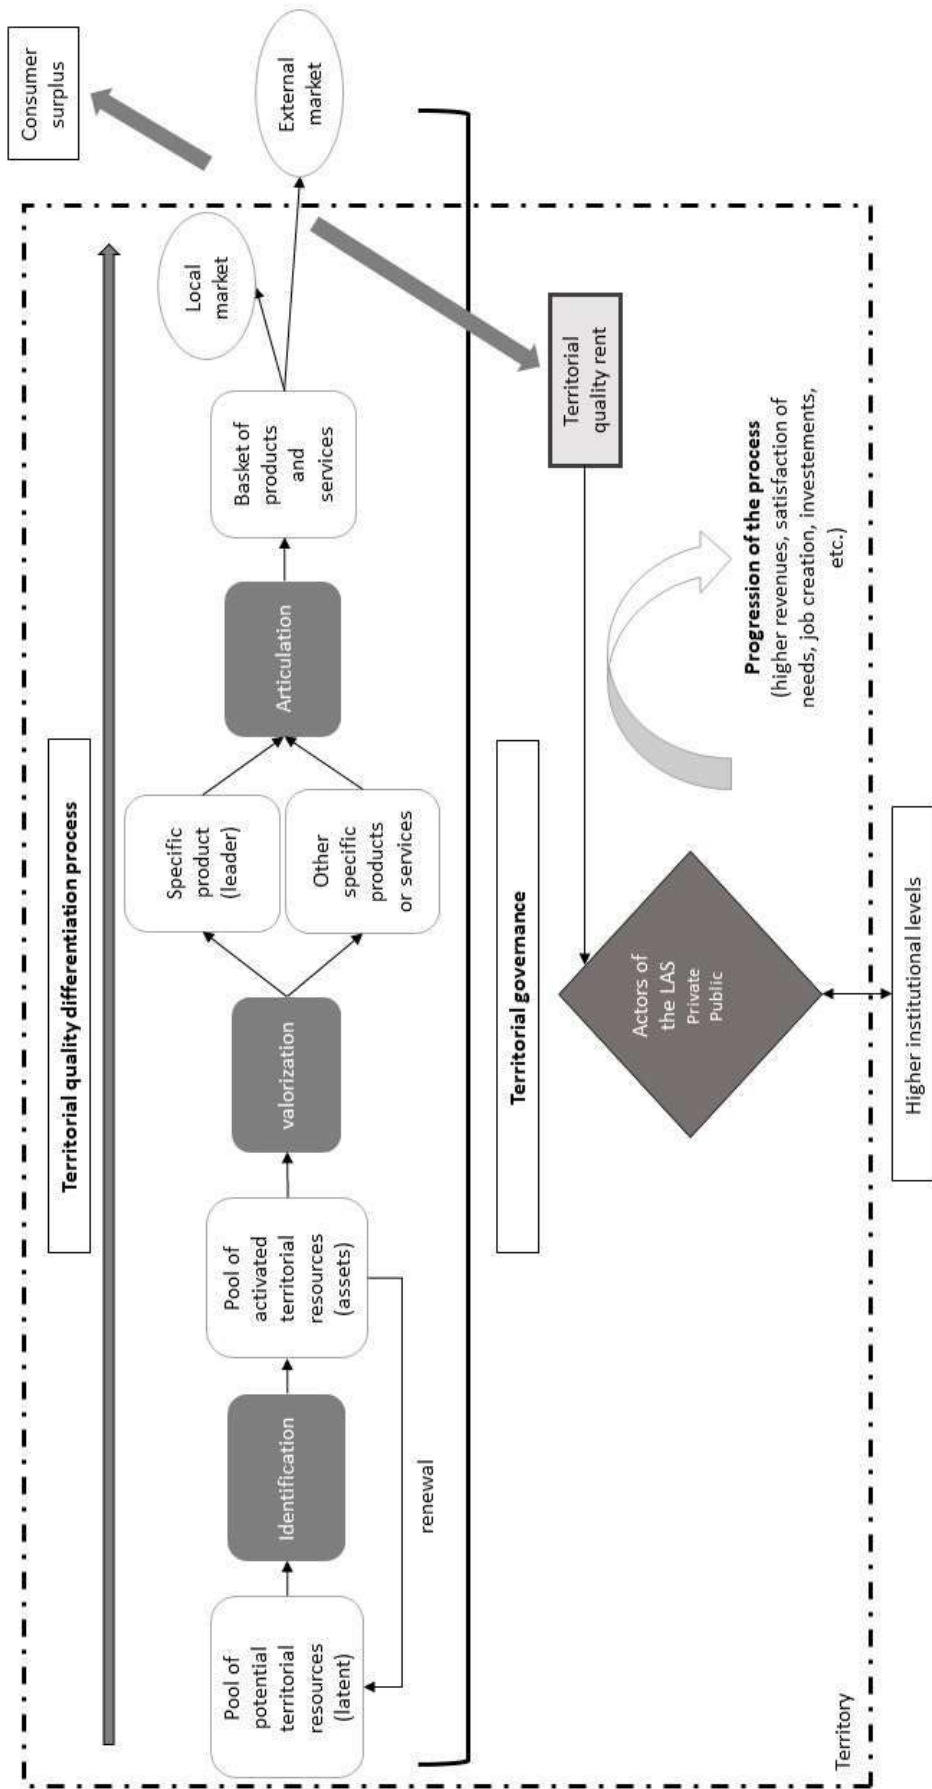 Consumer
surplus
Territorial quality differentiation process
Pool of
potential
territorial
resources
(latent)
Identification
Pool of
activated
territorial
resources
(assets)
renewal
valorization
Specific
product
(leader)
Other
specific
products
or services
Articulation
Basket of
products
and
services
Local
market
External
market
Territorial governance
Territorial
quality rent
Actors of
the LAS
Private
Public
Progression of the process
(higher revenues, satisfaction of
needs, job creation, investements,
etc.)
Territory
Higher institutional levels